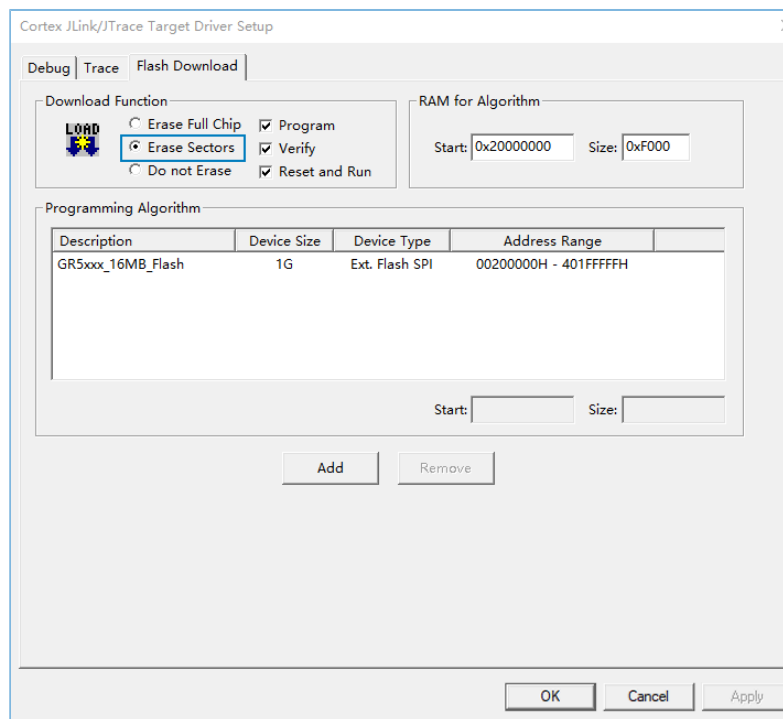 Cortex JLink/JTrace Target Driver Setup
Debug Trace Flash Download
Download Function
LOAD
Erase Full Chip Program
Erase Sectors Verify
Do not Erase Reset and Run
RAM for Algorithm
Start: 0x20000000 Size: 0xF000
Programming Algorithm
Description Device Size Device Type Address Range
GR5xxx_16MB_Flash 1G Ext. Flash SPI 00200000H - 401FFFFFH
Start: Size:
Add Remove
OK Cancel Apply